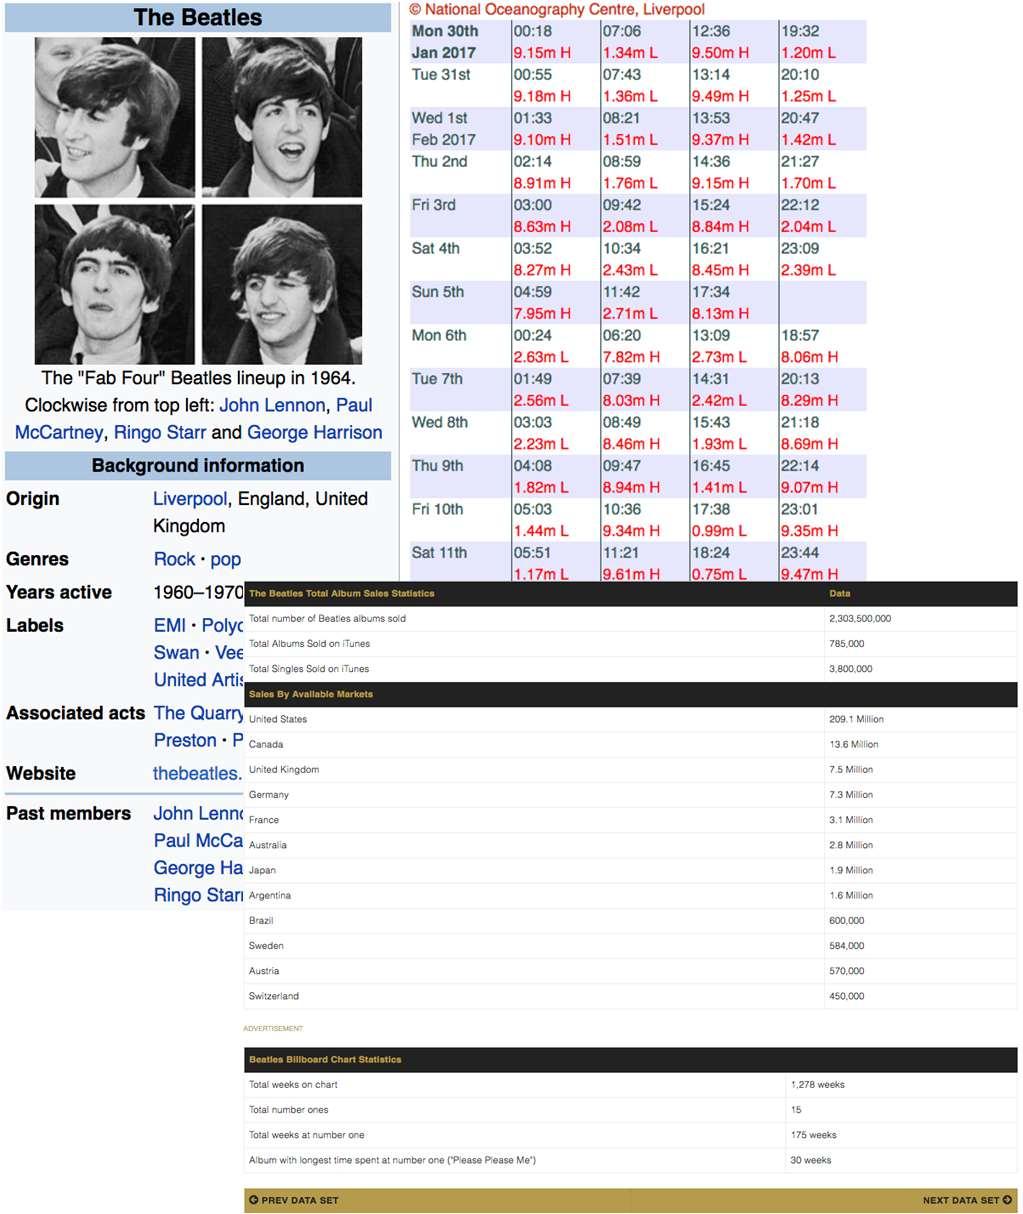 The Beatles
The "Fab Four" Beatles lineup in 1964.
Clockwise from top left: John Lennon, Paul
McCartney, Ringo Starr and George Harrison
Background information
Origin Liverpool, England, United
Kingdom
Genres Rock · pop
Years active 1960–1970
Labels EMI ·
Swan ·
United
Associated acts The
Preston ·
Website thebeatles.
Past members John
Paul
George
Ringo
© National Oceanography Centre, Liverpool
Mon 30th 00:18 07:06 12:36 19:32
Jan 2017 9.15m H 1.34m L 9.50m H 1.20m L
Tue 31st 00:55 07:43 13:14 20:10
9.18m H 1.36m L 9.49m H 1.25m L
Wed 1st 01:33 08:21 13:53 20:47
Feb 2017 9.10m H 1.51m L 9.37m H 1.42m L
Thu 2nd 02:14 08:59 14:36 21:27
8.91m H 1.76m L 9.15m H 1.70m L
Fri 3rd 03:00 09:42 15:24 22:12
8.63m H 2.08m L 8.84m H 2.04m L
Sat 4th 03:52 10:34 16:21 23:09
8.27m H 2.43m L 8.45m H 2.39m L
Sun 5th 04:59 11:42 17:34
7.95m H 2.71m L 8.13m H
Mon 6th 00:24 06:20 13:09 18:57
2.63m L 7.82m H 2.73m L 8.06m H
Tue 7th 01:49 07:39 14:31 20:13
2.56m L 8.03m H 2.42m L 8.29m H
Wed 8th 03:03 08:49 15:43 21:18
2.23m L 8.46m H 1.93m L 8.69m H
Thu 9th 04:08 09:47 16:45 22:14
1.82m L 8.94m H 1.41m L 9.07m H
Fri 10th 05:03 10:36 17:38 23:01
1.44m L 9.34m H 0.99m L 9.35m H
Sat 11th 05:51 11:21 18:24 23:44
1.17m L 9.61m H 0.75m L 9.47m H
The Beatles Total Album Sales Statistics Data
Total number of Beatles albums sold 2,303,500,000
Total Albums Sold on iTunes 785,000
Total Singles Sold on iTunes 3,800,000
Sales By Available Markets
United States 209.1 Million
Canada 13.6 Million
United Kingdom 7.5 Million
Germany 7.3 Million
France 3.1 Million
Australia 2.8 Million
Japan 1.9 Million
Argentina 1.6 Million
Brazil 600,000
Sweden 584,000
Austria 570,000
Switzerland 450,000
ADVERTISEMENT
Beatles Billboard Chart Statistics
Total weeks on chart 1,278 weeks
Total number ones 15
Total weeks at number one 175 weeks
Album with longest time spent at number one ("Please Please Me") 30 weeks
PREV DATA SET NEXT DATA SET